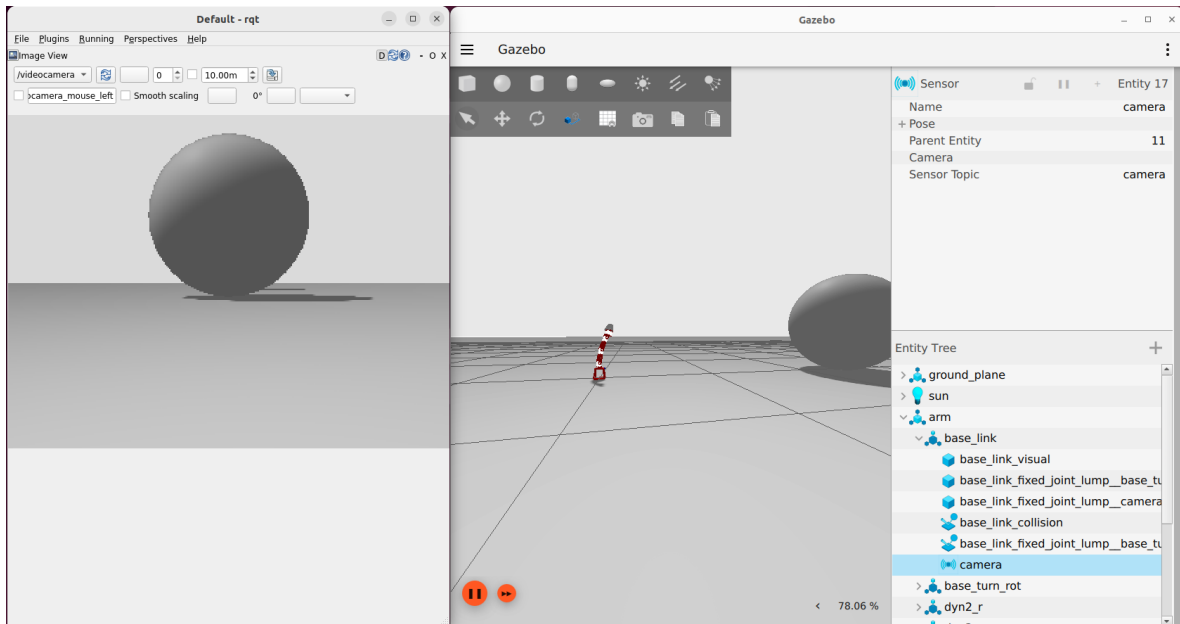 Default - rqt
File Plugins Running Perspectives Help
Image View
D
- O X
/videocamera
0
10.00m
ɔcamera_mouse_left
Smooth scaling
0°
Gazebo
Gazebo
Sensor
Entity 17
Name camera
+ Pose
Parent Entity 11
Camera
Sensor Topic camera
Entity Tree
ground_plane
sun
arm
base_link
base_link_visual
base_link_fixed_joint_lump__base_tu
base_link_fixed_joint_lump__camera
base_link_collision
base_link_fixed_joint_lump__base_tu
camera
base_turn_rot
dyn2_r
78.06 %